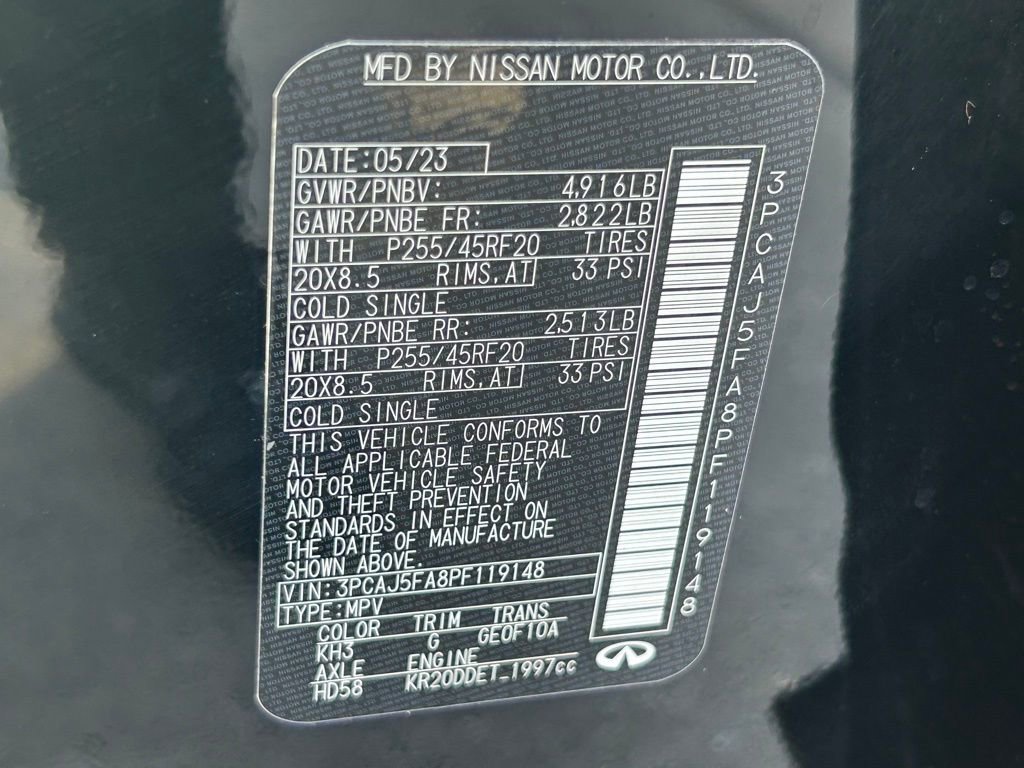 MFD BY NISSAN MOTOR CO.,LTD.
DATE:05/23
GVWR/PNBV: 4,916LB
GAWR/PNBE FR: 2,822LB
WITH P255/45RF20 TIRES
20X8.5 RIMS,AT 33 PSI
COLD SINGLE
GAWR/PNBE RR: 2,513LB
WITH P255/45RF20 TIRES
20X8.5 RIMS,AT 33 PSI
COLD SINGLE
THIS VEHICLE CONFORMS TO
ALL APPLICABLE FEDERAL
MOTOR VEHICLE SAFETY
AND THEFT PREVENTION
STANDARDS IN EFFECT ON
THE DATE OF MANUFACTURE
SHOWN ABOVE.
VIN:3PCAJ5FA8PF119148
TYPE:MPV
COLOR TRIM TRANS
KH3 G GE0F10A
AXLE ENGINE
HD58 KR20DDET_1997cc
3PCAJ5FA8PF119148